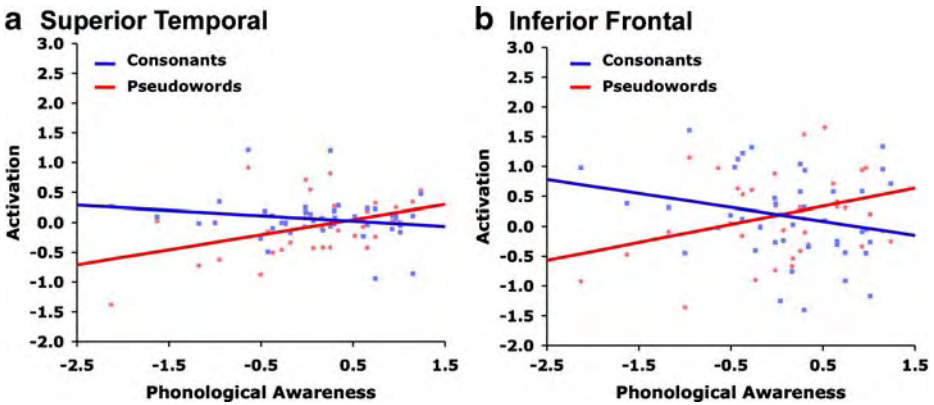 a Superior Temporal
3.0
2.5
2.0
1.5
1.0
0.5
0.0
-0.5
-1.0
-1.5
-2.0
Activation
Consonants
Pseudowords
-2.5 -1.5 -0.5 0.5 1.5
Phonological Awareness
b Inferior Frontal
3.0
2.5
2.0
1.5
1.0
0.5
0.0
-0.5
-1.0
-1.5
-2.0
Activation
Consonants
Pseudowords
-2.5 -1.5 -0.5 0.5 1.5
Phonological Awareness